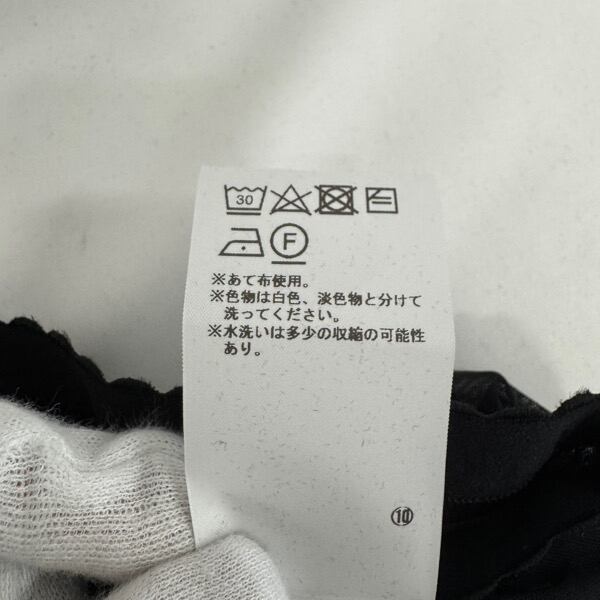 30
F
※あて布使用。
※色物は白色、淡色物と分けて
洗ってください。
※水洗いは多少の収縮の可能性
あり。
⑩